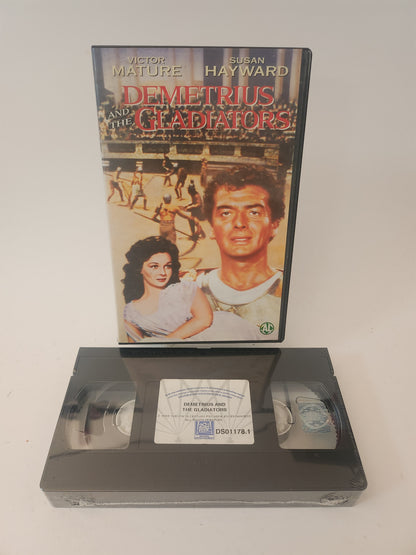 VICTOR SUSAN
MATURE HAYWARD
DEMETRIUS
AND THE GLADIATORS
AL
DEMETRIUS AND
THE GLADIATORS
DS01178.1